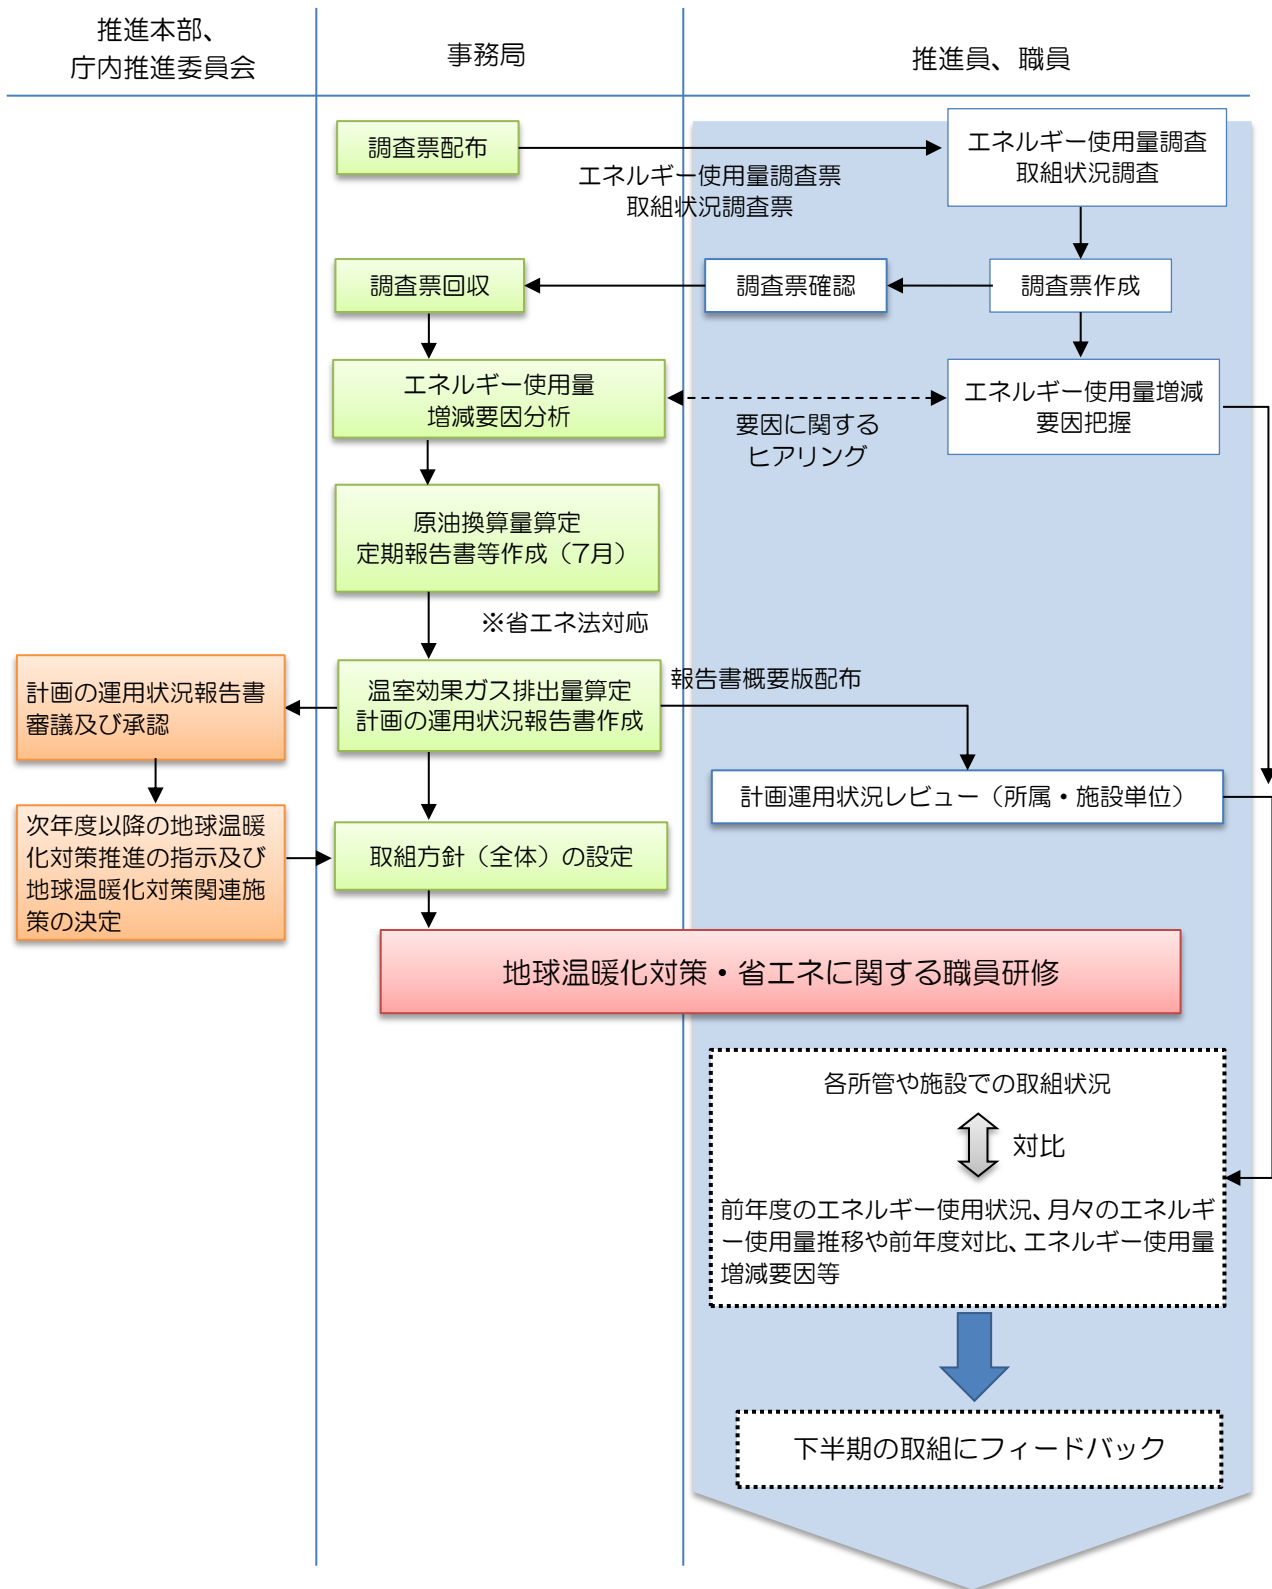 推進本部、
庁内推進委員会
事務局
推進員、職員
調査票配布
エネルギー使用量調査票
取組状況調査票
エネルギー使用量調査
取組状況調査
調査票回収
調査票確認
調査票作成
エネルギー使用量
増減要因分析
要因に関する
ヒアリング
エネルギー使用量増減
要因把握
原油換算量算定
定期報告書等作成（7月）
※省エネ法対応
計画の運用状況報告書
審議及び承認
温室効果ガス排出量算定
計画の運用状況報告書作成
報告書概要版配布
計画運用状況レビュー（所属・施設単位）
次年度以降の地球温暖
化対策推進の指示及び
地球温暖化対策関連施
策の決定
取組方針（全体）の設定
地球温暖化対策・省エネに関する職員研修
各所管や施設での取組状況
対比
前年度のエネルギー使用状況、月々のエネルギ
ー使用量推移や前年度対比、エネルギー使用量
増減要因等
下半期の取組にフィードバック